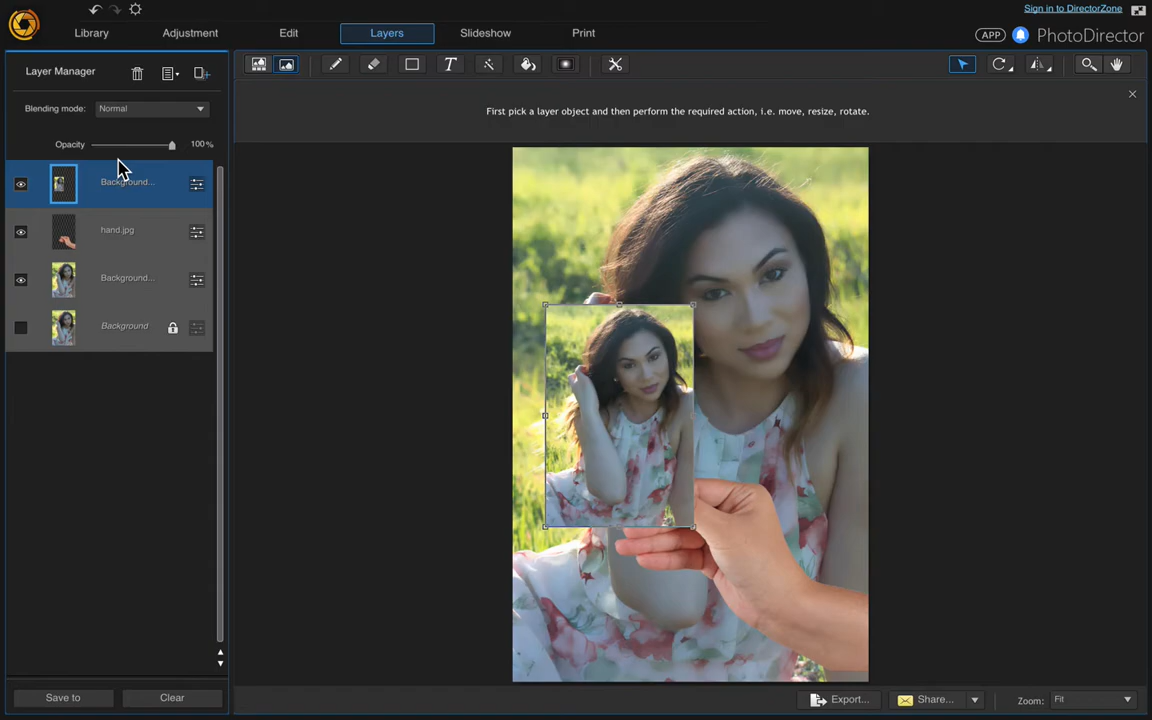 Sign in to DirectorZone
Library
Adjustment
Edit
Layers
Slideshow
Print
APP
PhotoDirector
Layer Manager
T
Blending mode:
Normal
First pick a layer object and then perform the required action, i.e. move, resize, rotate.
Opacity
100%
Background...
hand.jpg
Background...
Background
Save to
Clear
Export...
Share...
Zoom:
Fit